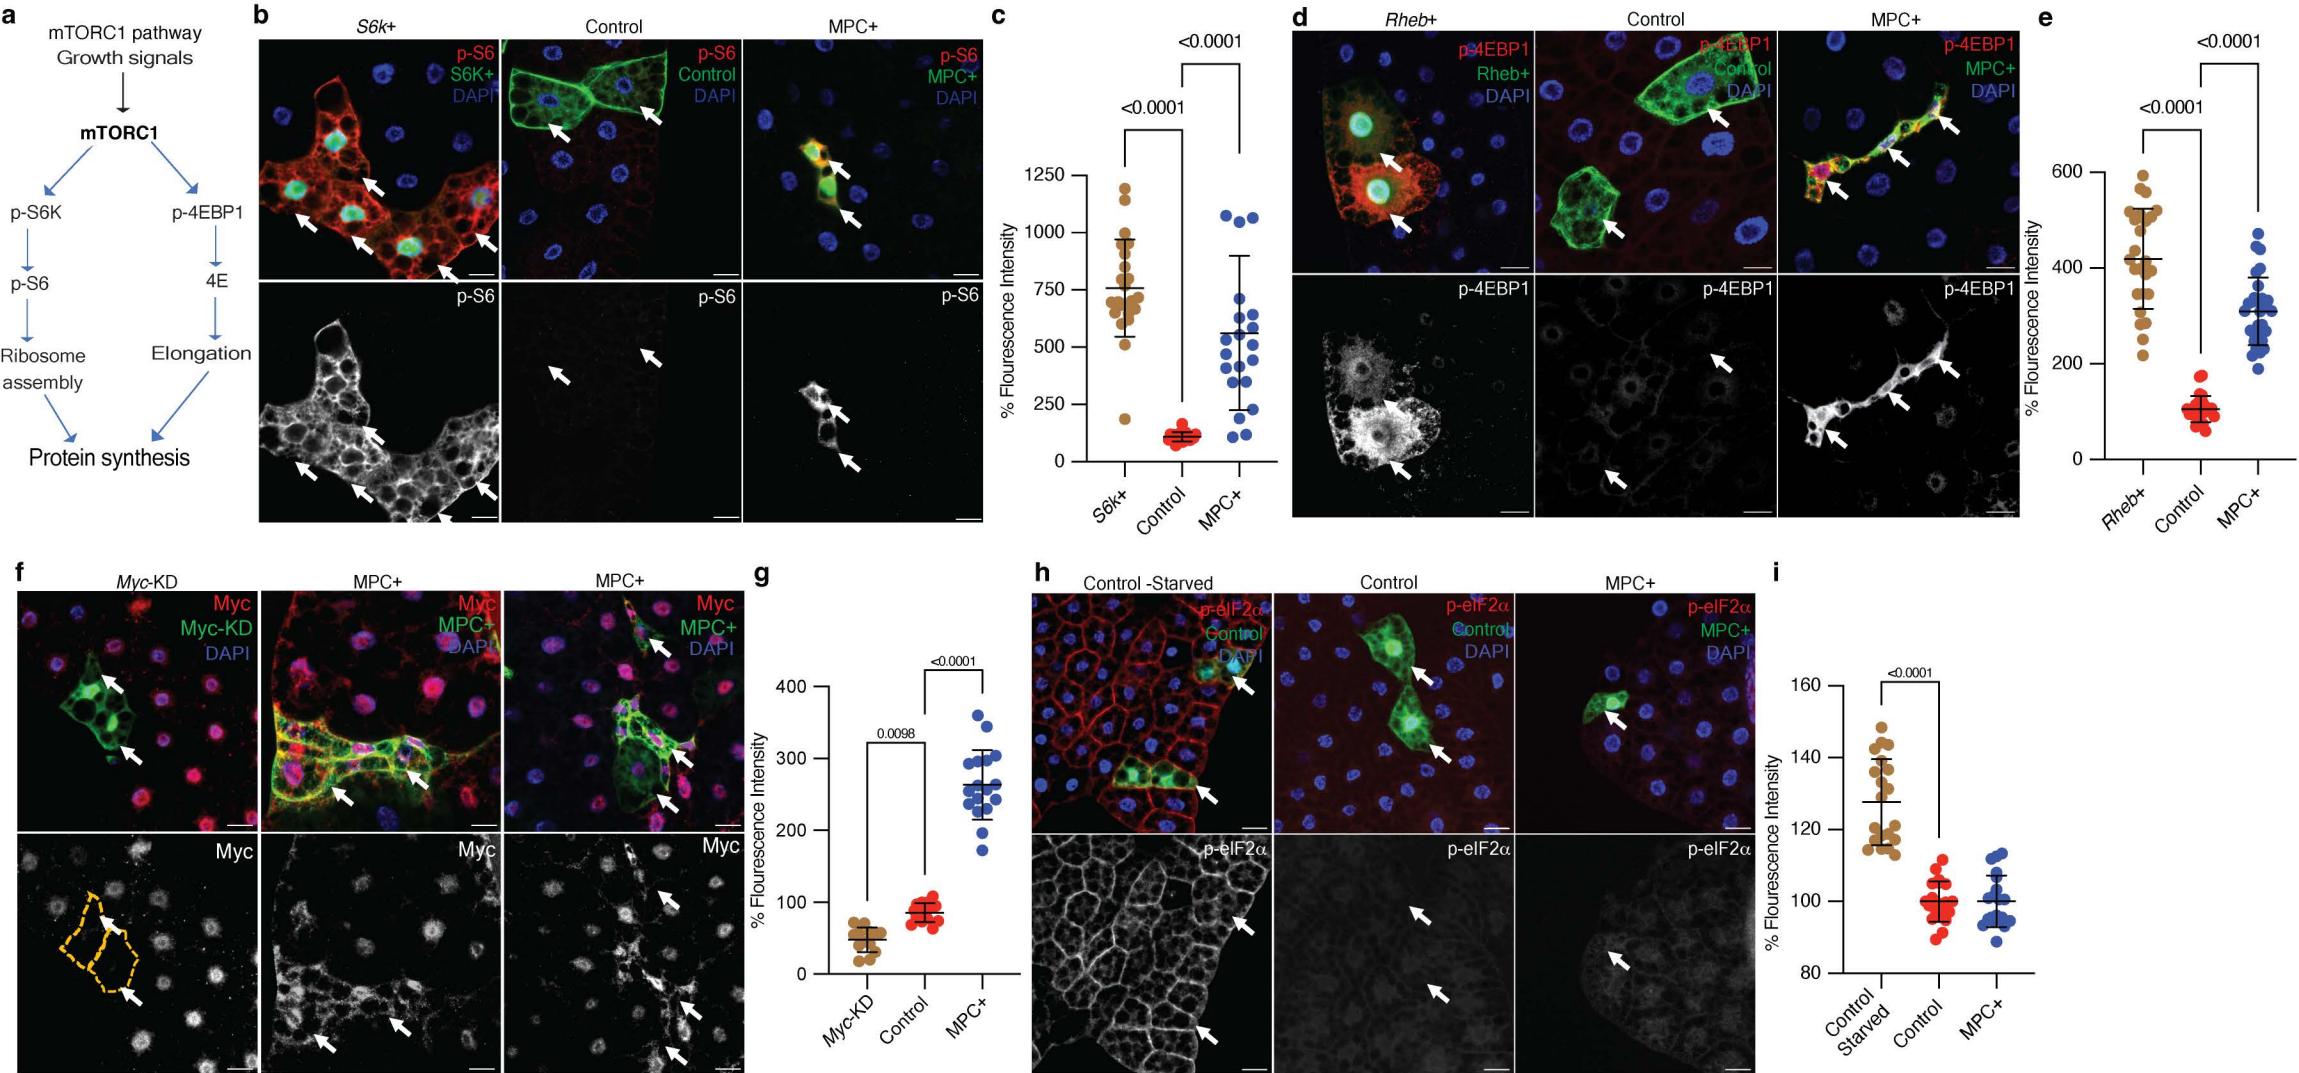 a
mTORC1 pathway
Growth signals
mTORC1
p-S6K
p-4EBP1
p-S6
4E
Ribosome
assembly
Elongation
Protein synthesis
b
S6k+
Control
MPC+
p-S6
S6K+
DAPI
p-S6
Control
DAPI
p-S6
MPC+
DAPI
p-S6
p-S6
p-S6
c
<0.0001
<0.0001
% Flourescence Intensity
1250
1000
750
500
250
0
S6k+
Control
MPC+
d
Rheb+
Control
MPC+
p-4EBP1
Rheb+
DAPI
p-4EBP1
Control
DAPI
p-4EBP1
MPC+
DAPI
p-4EBP1
p-4EBP1
p-4EBP1
e
<0.0001
<0.0001
% Flourescence Intensity
600
400
200
0
Rheb+
Control
MPC+
f
Myc-KD
MPC+
MPC+
Myc
Myc-KD
DAPI
Myc
MPC+
DAPI
Myc
MPC+
DAPI
Myc
Myc
Myc
g
<0.0001
0.0098
% Flourescence Intensity
400
300
200
100
0
Myc-KD
Control
MPC+
h
Control -Starved
Control
MPC+
p-eIF2α
Control
DAPI
p-eIF2α
Control
DAPI
p-eIF2α
MPC+
DAPI
p-eIF2α
p-eIF2α
p-eIF2α
i
<0.0001
% Flourescence Intensity
160
140
120
100
80
Control
Starved
Control
MPC+